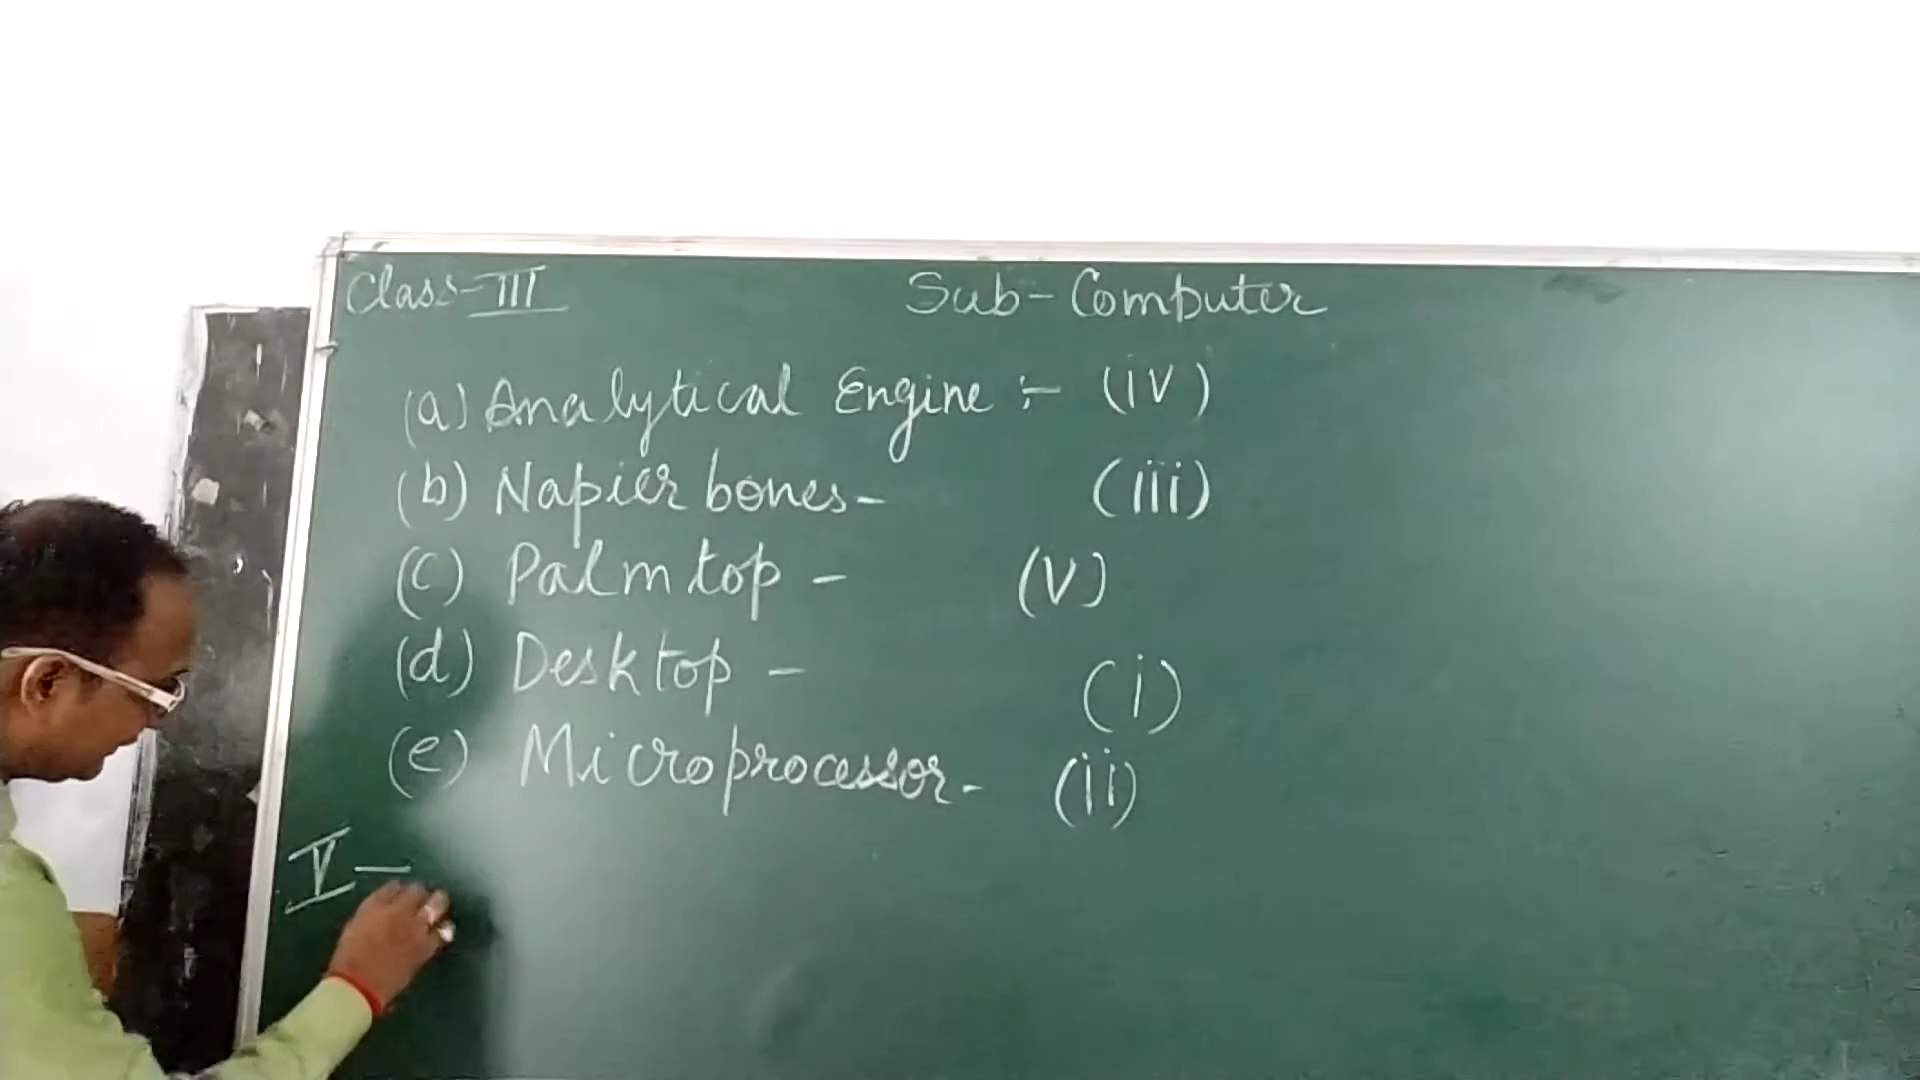 Class-III Sub-Computer
(a) Analytical Engine :- (iv)
(b) Napier bones- (iii)
(c) Palmtop - (v)
(d) Desktop - (i)
(e) Microprocessor- (ii)
V-